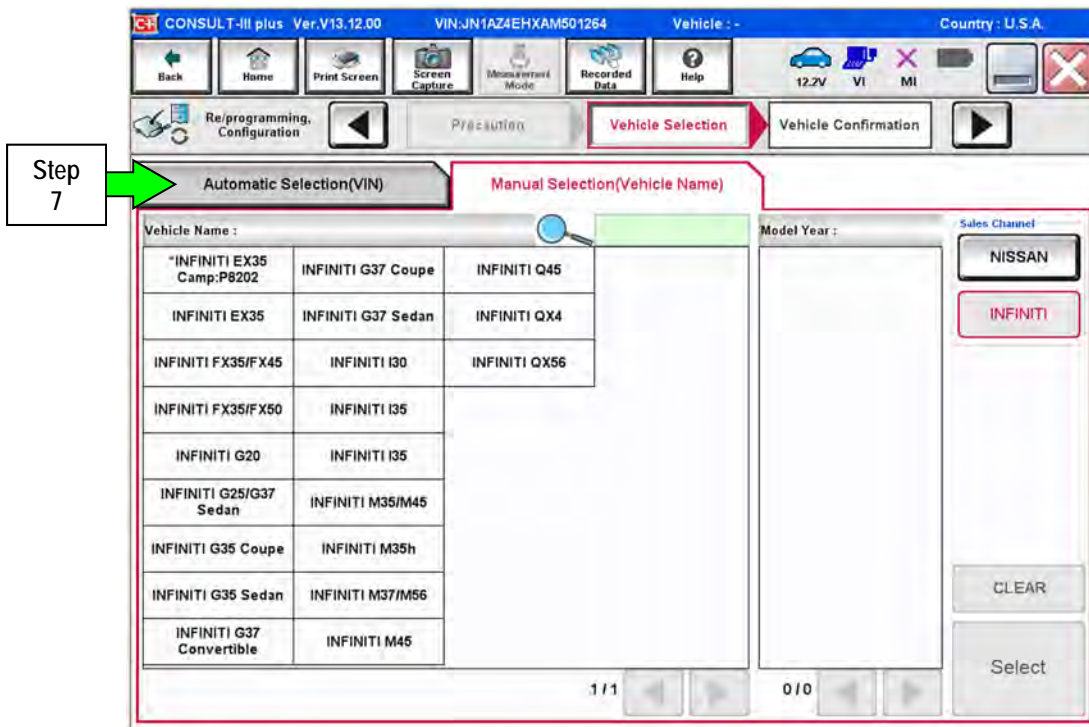 CONSULT-III plus Ver.V13.12.00 VIN:JN1AZ4EHXAM501264 Vehicle : - Country : U.S.A.
Back
Home
Print Screen
Screen
Capture
Measurement
Mode
Recorded
Data
Help
12.2V
VI
MI
Re/programming,
Configuration
Precaution
Vehicle Selection
Vehicle Confirmation
Step
7
Automatic Selection(VIN)
Manual Selection(Vehicle Name)
Vehicle Name :
Model Year :
Sales Channel
*INFINITI EX35
Camp:P8202
INFINITI G37 Coupe
INFINITI Q45
NISSAN
INFINITI EX35
INFINITI G37 Sedan
INFINITI QX4
INFINITI
INFINITI FX35/FX45
INFINITI I30
INFINITI QX56
INFINITI FX35/FX50
INFINITI I35
INFINITI G20
INFINITI I35
INFINITI G25/G37
Sedan
INFINITI M35/M45
INFINITI G35 Coupe
INFINITI M35h
INFINITI G35 Sedan
INFINITI M37/M56
CLEAR
INFINITI G37
Convertible
INFINITI M45
Select
1/1
0/0